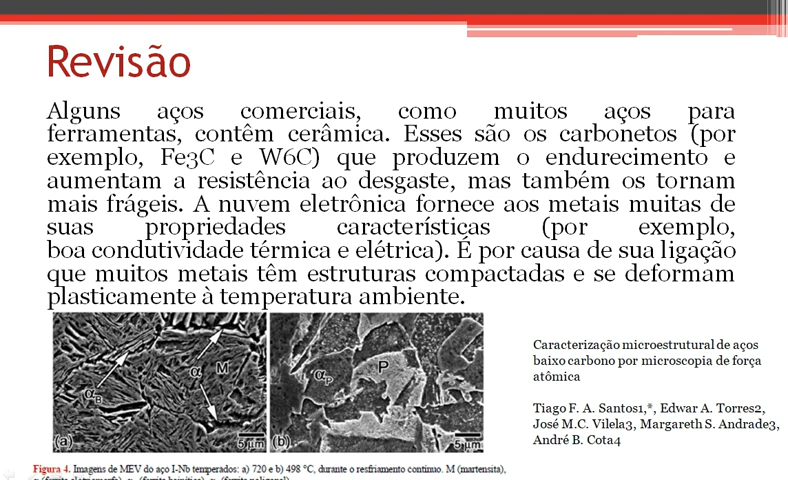 Revisão
Alguns aços comerciais, como muitos aços para
ferramentas, contêm cerâmica. Esses são os carbonetos (por
exemplo, Fe3C e W6C) que produzem o endurecimento e
aumentam a resistência ao desgaste, mas também os tornam
mais frágeis. A nuvem eletrônica fornece aos metais muitas de
suas propriedades características (por exemplo,
boa condutividade térmica e elétrica). É por causa de sua ligação
que muitos metais têm estruturas compactadas e se deformam
plasticamente à temperatura ambiente.
α M
αB
(a) 5 μm
αP P
(b) 5 μm
Caracterização microestrutural de aços
baixo carbono por microscopia de força
atômica
Tiago F. A. Santos1,*, Edwar A. Torres2,
José M.C. Vilela3, Margareth S. Andrade3,
André B. Cota4
Figura 4. Imagens de MEV do aço I-Nb temperados: a) 720 e b) 498 °C, durante o resfriamento contínuo. M (martensita),